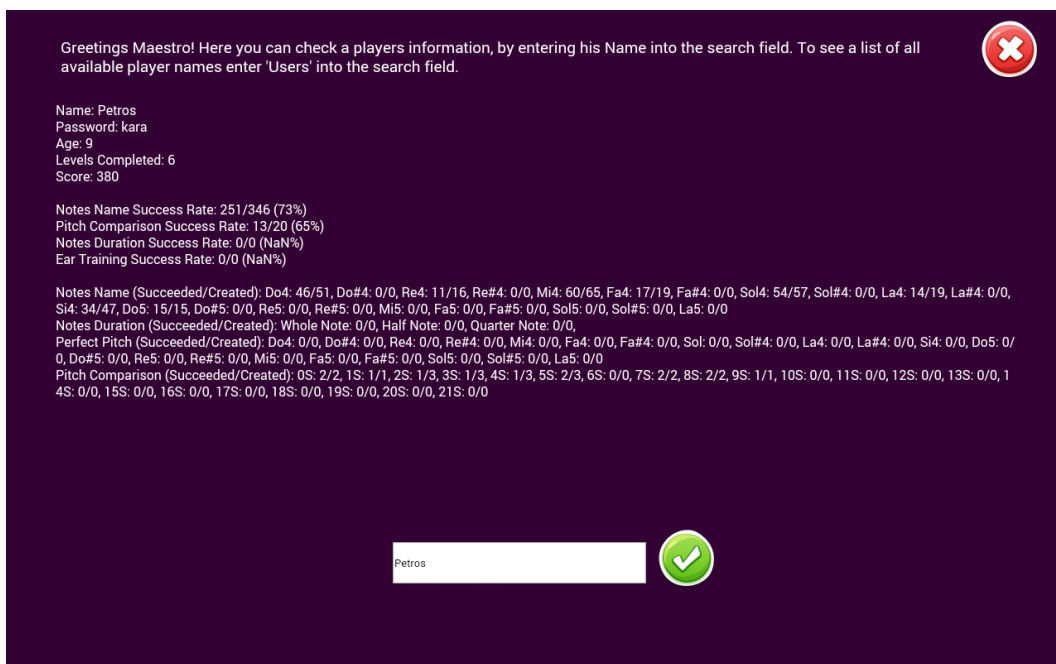 Greetings Maestro! Here you can check a players information, by entering his Name into the search field. To see a list of all
available player names enter 'Users' into the search field.
Name: Petros
Password: kara
Age: 9
Levels Completed: 6
Score: 380
Notes Name Success Rate: 251/346 (73%)
Pitch Comparison Success Rate: 13/20 (65%)
Notes Duration Success Rate: 0/0 (NaN%)
Ear Training Success Rate: 0/0 (NaN%)
Notes Name (Succeeded/Created): Do4: 46/51, Do#4: 0/0, Re4: 11/16, Re#4: 0/0, Mi4: 60/65, Fa4: 17/19, Fa#4: 0/0, Sol4: 54/57, Sol#4: 0/0, La4: 14/19, La#4: 0/0,
Si4: 34/47, Do5: 15/15, Do#5: 0/0, Re5: 0/0, Re#5: 0/0, Mi5: 0/0, Fa5: 0/0, Fa#5: 0/0, Sol5: 0/0, Sol#5: 0/0, La5: 0/0
Notes Duration (Succeeded/Created): Whole Note: 0/0, Half Note: 0/0, Quarter Note: 0/0,
Perfect Pitch (Succeeded/Created): Do4: 0/0, Do#4: 0/0, Re4: 0/0, Re#4: 0/0, Mi4: 0/0, Fa4: 0/0, Fa#4: 0/0, Sol: 0/0, Sol#4: 0/0, La4: 0/0, La#4: 0/0, Si4: 0/0, Do5: 0/
0, Do#5: 0/0, Re5: 0/0, Re#5: 0/0, Mi5: 0/0, Fa5: 0/0, Fa#5: 0/0, Sol5: 0/0, Sol#5: 0/0, La5: 0/0
Pitch Comparison (Succeeded/Created): 0S: 2/2, 1S: 1/1, 2S: 1/3, 3S: 1/3, 4S: 1/3, 5S: 2/3, 6S: 0/0, 7S: 2/2, 8S: 2/2, 9S: 1/1, 10S: 0/0, 11S: 0/0, 12S: 0/0, 13S: 0/0, 1
4S: 0/0, 15S: 0/0, 16S: 0/0, 17S: 0/0, 18S: 0/0, 19S: 0/0, 20S: 0/0, 21S: 0/0
Petros